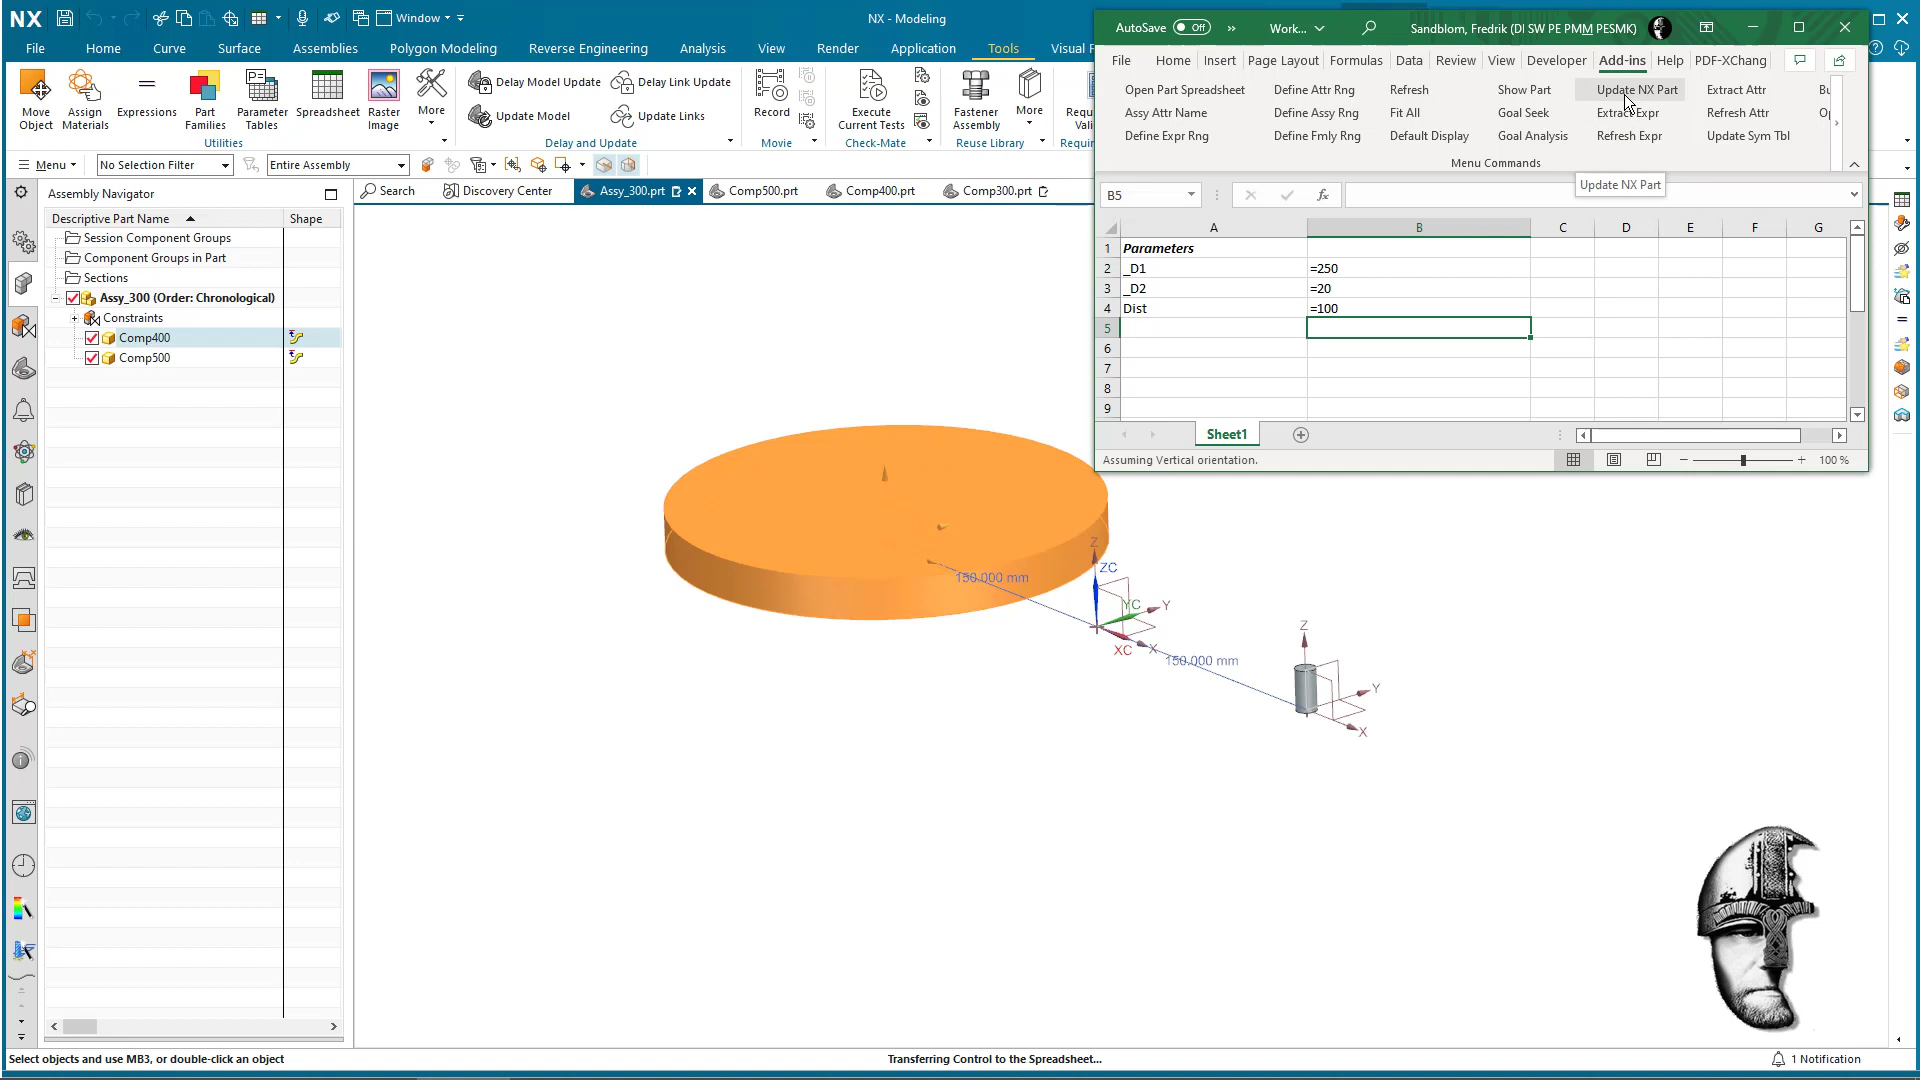 NX
Window
NX - Modeling
File Home Curve Surface Assemblies Polygon Modeling Reverse Engineering Analysis View Render Application Tools Visual
Move Object
Assign Materials
Expressions
Part Families
Parameter Tables
Spreadsheet
Raster Image
More
Utilities
Delay Model Update
Delay Link Update
Update Model
Update Links
Delay and Update
Record
Movie
Execute Current Tests
Check-Mate
Fastener Assembly
More
Reuse Library
Menu
No Selection Filter
Entire Assembly
Assembly Navigator
Search
Discovery Center
Assy_300.prt
Comp500.prt
Comp400.prt
Comp300.prt
Descriptive Part Name
Shape
Session Component Groups
Component Groups in Part
Sections
Assy_300 (Order: Chronological)
Constraints
Comp400
Comp500
AutoSave Off
Work...
Sandblom, Fredrik (DI SW PE PMM PESMK)
File Home Insert Page Layout Formulas Data Review View Developer Add-ins Help PDF-XChang
Open Part Spreadsheet Define Attr Rng Refresh Show Part Update NX Part Extract Attr
Assy Attr Name Define Assy Rng Fit All Goal Seek Extract Expr Refresh Attr
Define Expr Rng Define Fmly Rng Default Display Goal Analysis Refresh Expr Update Sym Tbl
Menu Commands
Update NX Part
B5
fx
A B C D E F G
1 Parameters
2 _D1 =250
3 _D2 =20
4 Dist =100
5
6
7
8
9
Sheet1
Assuming Vertical orientation.
100 %
150.000 mm
Z
ZC
YC
Y
XC
X
150.000 mm
Z
Y
X
Select objects and use MB3, or double-click an object
Transferring Control to the Spreadsheet...
1 Notification